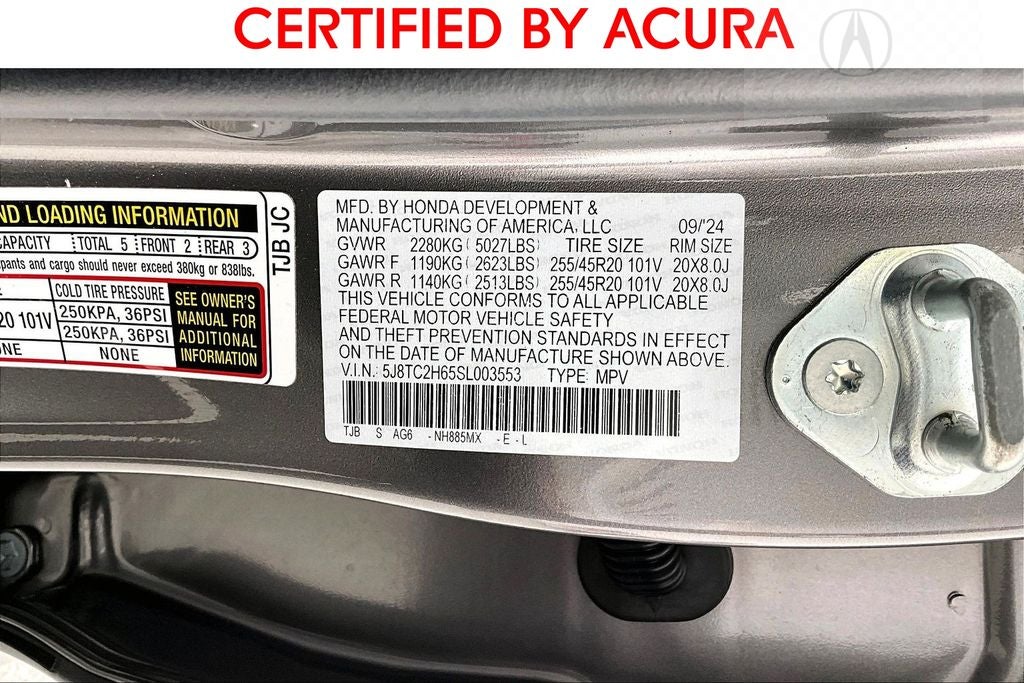 CERTIFIED BY ACURA
ND LOADING INFORMATION
CAPACITY TOTAL 5 FRONT 2 REAR 3
pants and cargo should never exceed 380kg or 838lbs.
COLD TIRE PRESSURE
R20 101V 250KPA, 36PSI
250KPA, 36PSI
ONE NONE
SEE OWNER'S
MANUAL FOR
ADDITIONAL
INFORMATION
TJB JC
MFD. BY HONDA DEVELOPMENT &
MANUFACTURING OF AMERICA, LLC 09/'24
GVWR 2280KG (5027LBS) TIRE SIZE RIM SIZE
GAWR F 1190KG (2623LBS) 255/45R20 101V 20X8.0J
GAWR R 1140KG (2513LBS) 255/45R20 101V 20X8.0J
THIS VEHICLE CONFORMS TO ALL APPLICABLE
FEDERAL MOTOR VEHICLE SAFETY
AND THEFT PREVENTION STANDARDS IN EFFECT
ON THE DATE OF MANUFACTURE SHOWN ABOVE.
V.I.N.: 5J8TC2H65SL003553 TYPE: MPV
TJB S AG6 -NH885MX -E-L